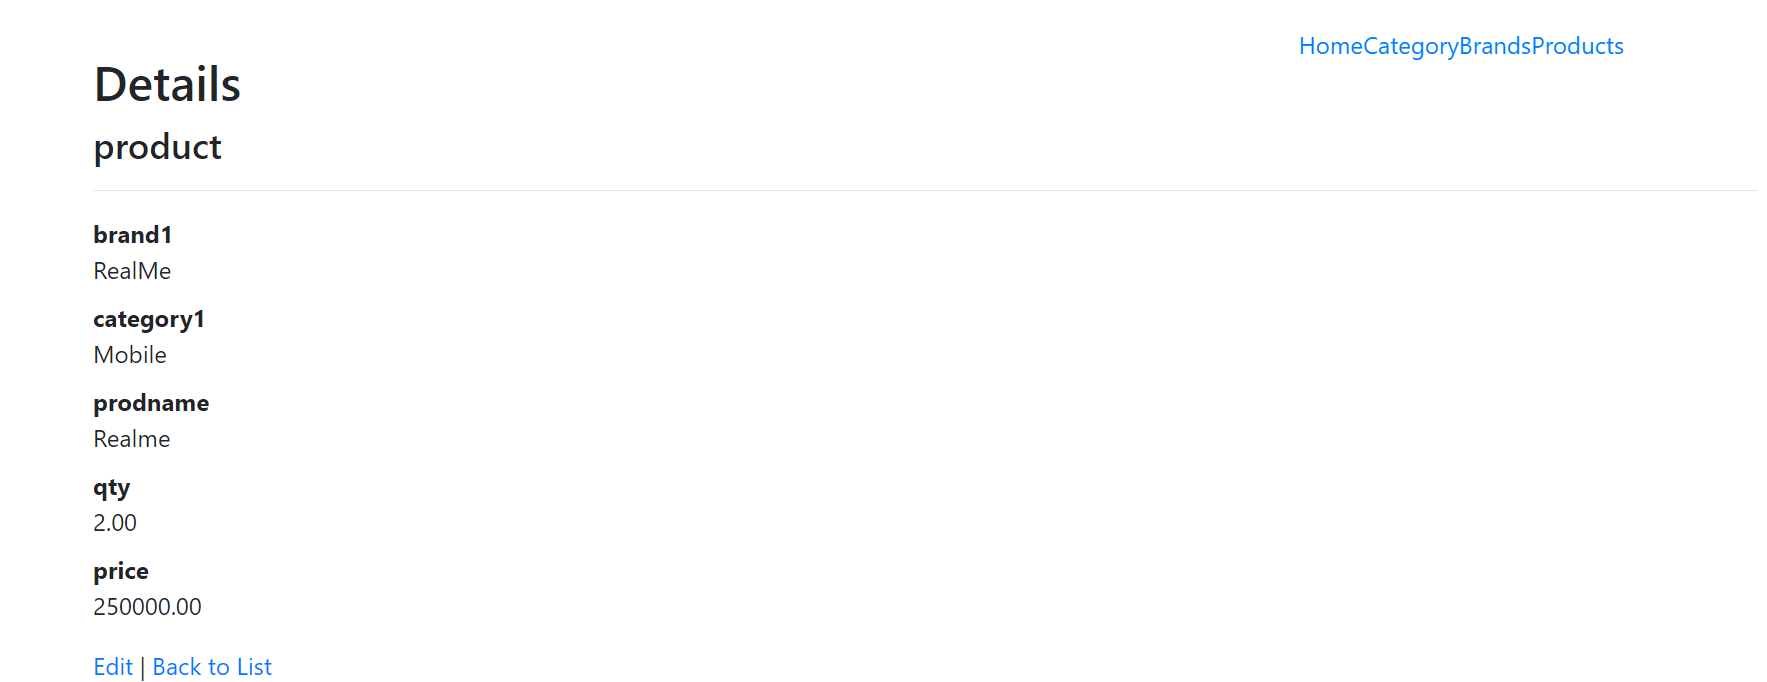 HomeCategoryBrandsProducts
Details
product
brand1
RealMe
category1
Mobile
prodname
Realme
qty
2.00
price
250000.00
Edit | Back to List